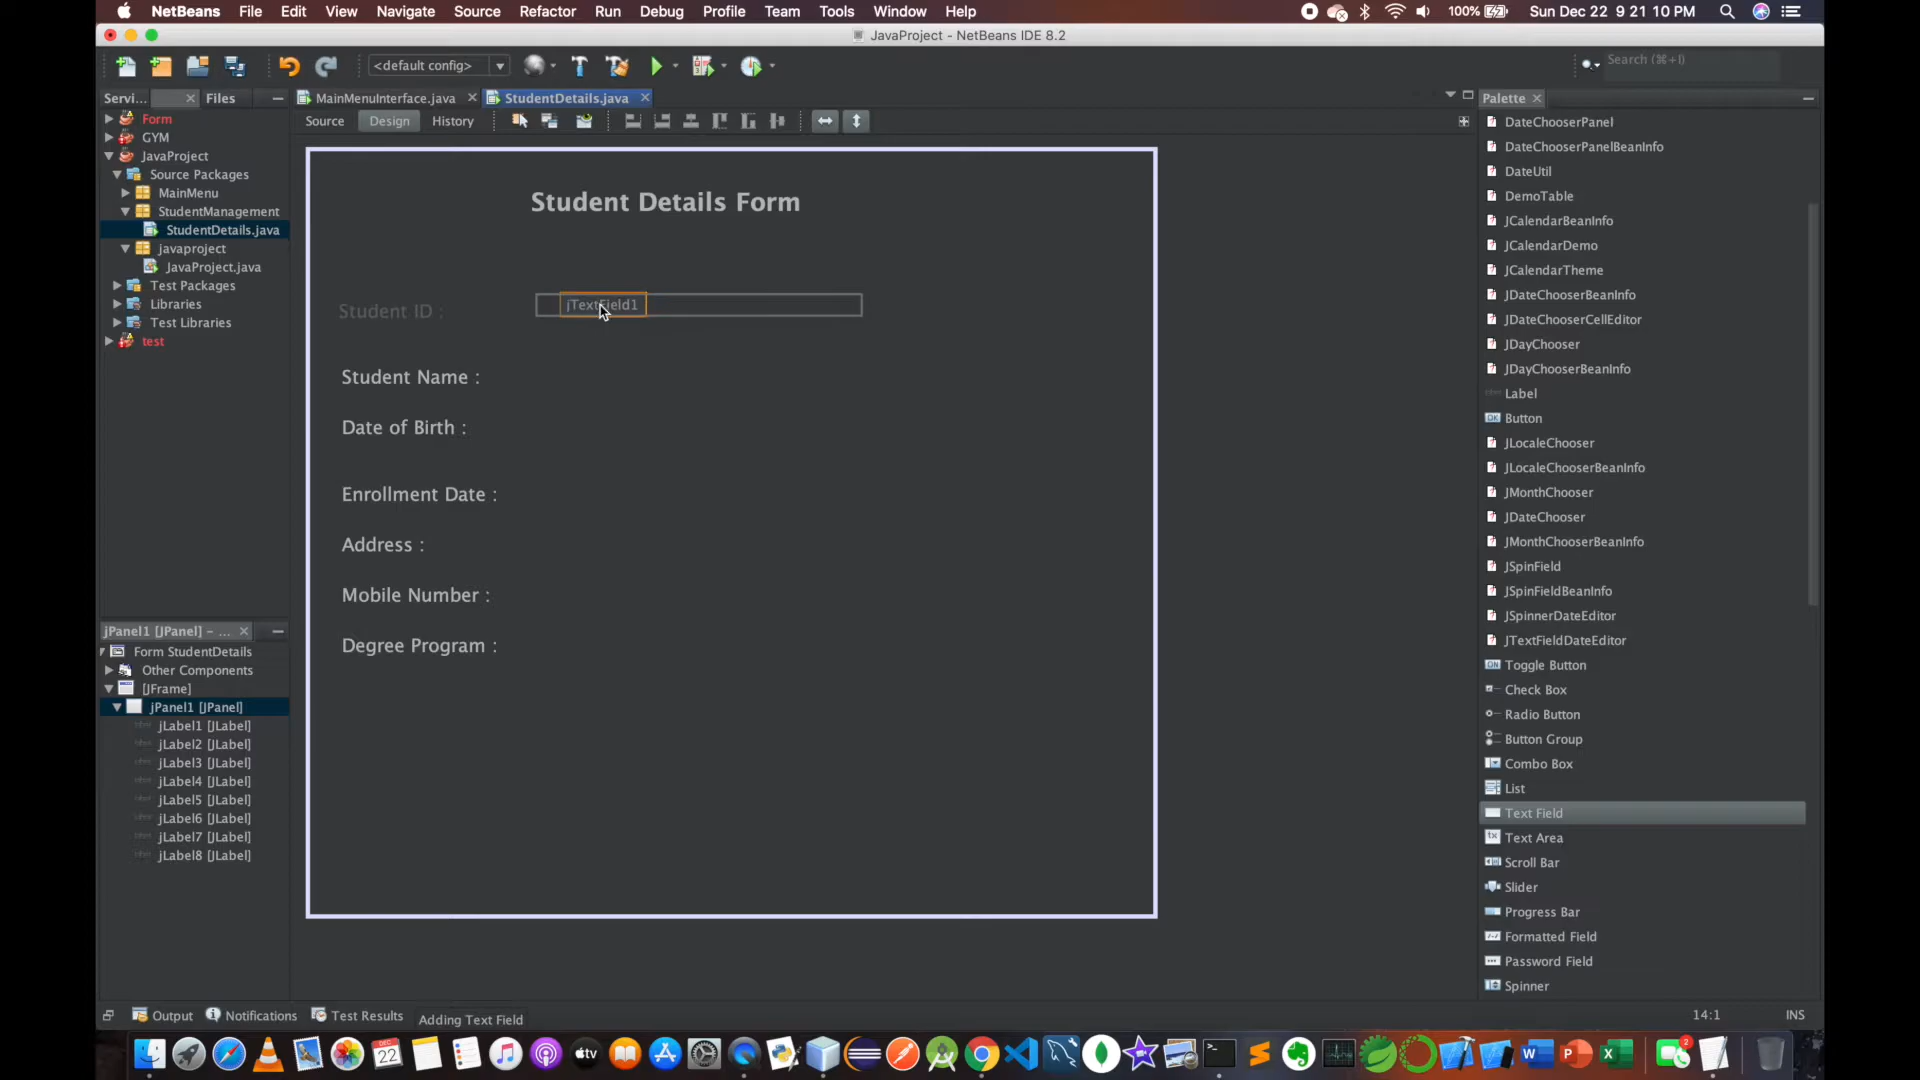 NetBeans File Edit View Navigate Source Refactor Run Debug Profile Team Tools Window Help 100% Sun Dec 22 9 21 10 PM
JavaProject - NetBeans IDE 8.2
<default config> Search (⌘+I)
Servi... Files MainMenuInterface.java StudentDetails.java Palette
Source Design History
Form
GYM
JavaProject
Source Packages
MainMenu
StudentManagement
StudentDetails.java
javaproject
JavaProject.java
Test Packages
Libraries
Test Libraries
test
jPanel1 [JPanel] - ...
Form StudentDetails
Other Components
[JFrame]
jPanel1 [JPanel]
jLabel1 [JLabel]
jLabel2 [JLabel]
jLabel3 [JLabel]
jLabel4 [JLabel]
jLabel5 [JLabel]
jLabel6 [JLabel]
jLabel7 [JLabel]
jLabel8 [JLabel]
Student Details Form
Student ID : jTextField1
Student Name :
Date of Birth :
Enrollment Date :
Address :
Mobile Number :
Degree Program :
DateChooserPanel
DateChooserPanelBeanInfo
DateUtil
DemoTable
JCalendarBeanInfo
JCalendarDemo
JCalendarTheme
JDateChooserBeanInfo
JDateChooserCellEditor
JDayChooser
JDayChooserBeanInfo
Label
OK Button
JLocaleChooser
JLocaleChooserBeanInfo
JMonthChooser
JDateChooser
JMonthChooserBeanInfo
JSpinField
JSpinFieldBeanInfo
JSpinnerDateEditor
JTextFieldDateEditor
ON Toggle Button
Check Box
Radio Button
Button Group
Combo Box
List
Text Field
tx Text Area
Scroll Bar
Slider
Progress Bar
Formatted Field
Password Field
Spinner
Output Notifications Test Results Adding Text Field 14:1 INS
DEC
22
tv
W P X 2